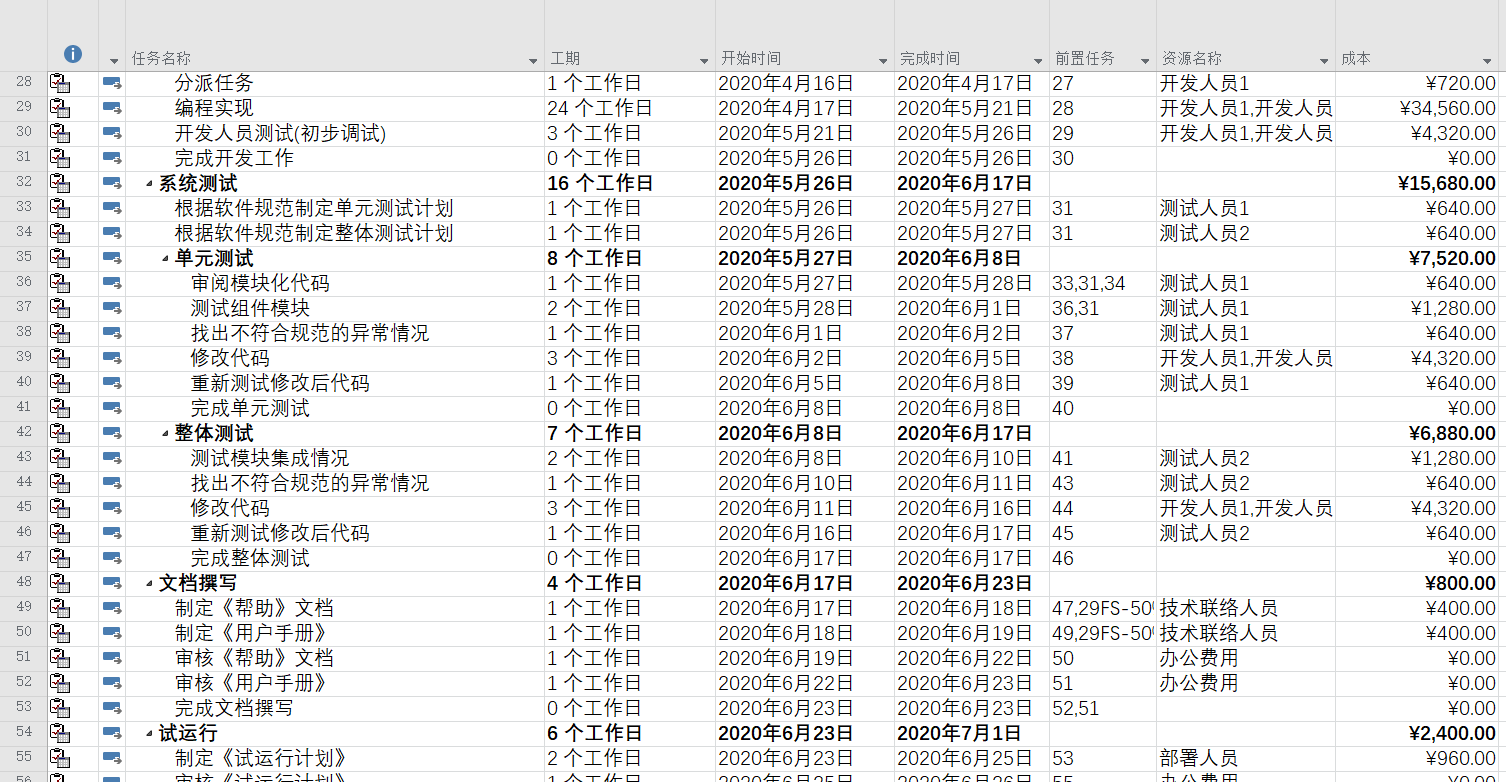 任务名称 工期 开始时间 完成时间 前置任务 资源名称 成本
28 分派任务 1 个工作日 2020年4月16日 2020年4月17日 27 开发人员1 ¥720.00
29 编程实现 24 个工作日 2020年4月17日 2020年5月21日 28 开发人员1,开发人员 ¥34,560.00
30 开发人员测试(初步调试) 3 个工作日 2020年5月21日 2020年5月26日 29 开发人员1,开发人员 ¥4,320.00
31 完成开发工作 0 个工作日 2020年5月26日 2020年5月26日 30 ¥0.00
32 系统测试 16 个工作日 2020年5月26日 2020年6月17日 ¥15,680.00
33 根据软件规范制定单元测试计划 1 个工作日 2020年5月26日 2020年5月27日 31 测试人员1 ¥640.00
34 根据软件规范制定整体测试计划 1 个工作日 2020年5月26日 2020年5月27日 31 测试人员2 ¥640.00
35 单元测试 8 个工作日 2020年5月27日 2020年6月8日 ¥7,520.00
36 审阅模块化代码 1 个工作日 2020年5月27日 2020年5月28日 33,31,34 测试人员1 ¥640.00
37 测试组件模块 2 个工作日 2020年5月28日 2020年6月1日 36,31 测试人员1 ¥1,280.00
38 找出不符合规范的异常情况 1 个工作日 2020年6月1日 2020年6月2日 37 测试人员1 ¥640.00
39 修改代码 3 个工作日 2020年6月2日 2020年6月5日 38 开发人员1,开发人员 ¥4,320.00
40 重新测试修改后代码 1 个工作日 2020年6月5日 2020年6月8日 39 测试人员1 ¥640.00
41 完成单元测试 0 个工作日 2020年6月8日 2020年6月8日 40 ¥0.00
42 整体测试 7 个工作日 2020年6月8日 2020年6月17日 ¥6,880.00
43 测试模块集成情况 2 个工作日 2020年6月8日 2020年6月10日 41 测试人员2 ¥1,280.00
44 找出不符合规范的异常情况 1 个工作日 2020年6月10日 2020年6月11日 43 测试人员2 ¥640.00
45 修改代码 3 个工作日 2020年6月11日 2020年6月16日 44 开发人员1,开发人员 ¥4,320.00
46 重新测试修改后代码 1 个工作日 2020年6月16日 2020年6月17日 45 测试人员2 ¥640.00
47 完成整体测试 0 个工作日 2020年6月17日 2020年6月17日 46 ¥0.00
48 文档撰写 4 个工作日 2020年6月17日 2020年6月23日 ¥800.00
49 制定《帮助》文档 1 个工作日 2020年6月17日 2020年6月18日 47,29FS-50 技术联络人员 ¥400.00
50 制定《用户手册》 1 个工作日 2020年6月18日 2020年6月19日 49,29FS-50 技术联络人员 ¥400.00
51 审核《帮助》文档 1 个工作日 2020年6月19日 2020年6月22日 50 办公费用 ¥0.00
52 审核《用户手册》 1 个工作日 2020年6月22日 2020年6月23日 51 办公费用 ¥0.00
53 完成文档撰写 0 个工作日 2020年6月23日 2020年6月23日 52,51 ¥0.00
54 试运行 6 个工作日 2020年6月23日 2020年7月1日 ¥2,400.00
55 制定《试运行计划》 2 个工作日 2020年6月23日 2020年6月25日 53 部署人员 ¥960.00